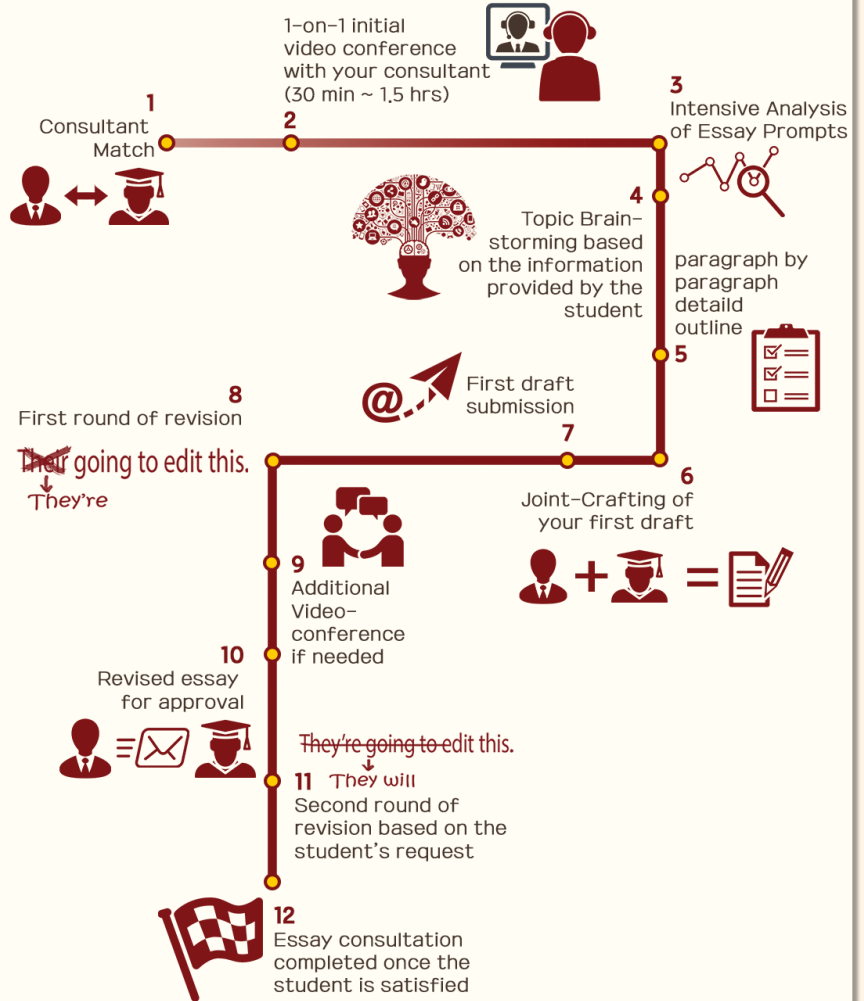 1
Consultant
Match
2
1-on-1 initial
video conference
with your consultant
(30 min ~ 1.5 hrs)
3
Intensive Analysis
of Essay Prompts
4
Topic Brain-
storming based
on the information
provided by the
student
paragraph by
paragraph
detaild
outline
5
6
Joint-Crafting of
your first draft
First draft
submission
7
8
First round of revision
Their going to edit this.
They're
9
Additional
Video-
conference
if needed
10
Revised essay
for approval
They're going to edit this.
They will
11
Second round of
revision based on the
student's request
12
Essay consultation
completed once the
student is satisfied